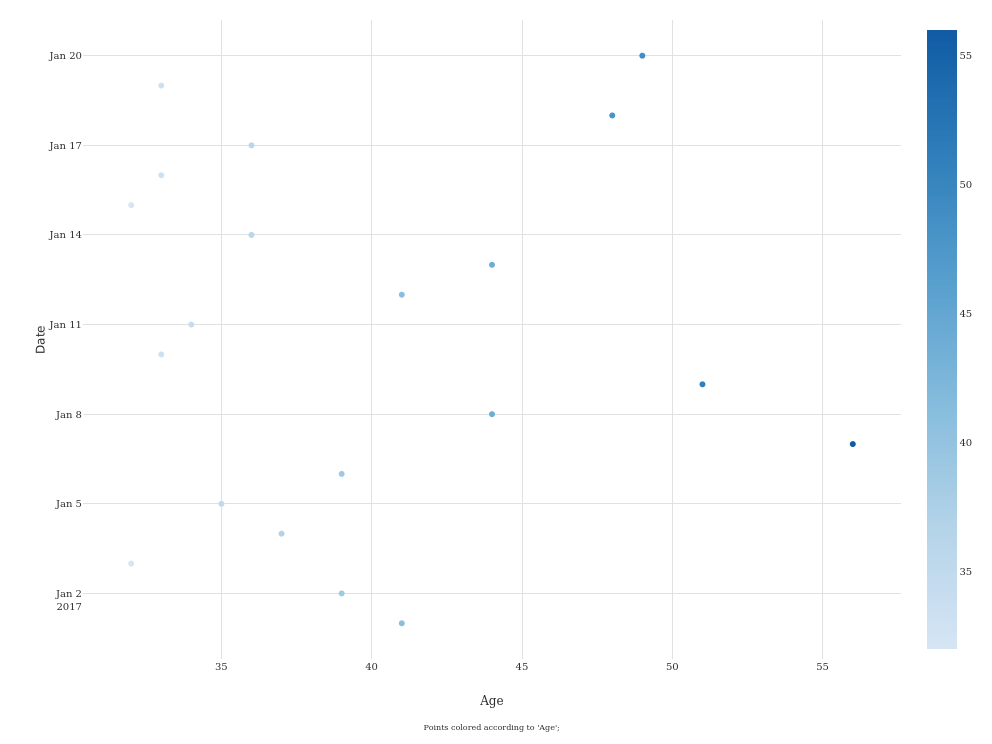 Jan 20
Jan 17
Jan 14
Jan 11
Jan 8
Jan 5
Jan 2
2017
Date
35
40
45
50
55
Age
55
50
45
40
35
Points colored according to 'Age';